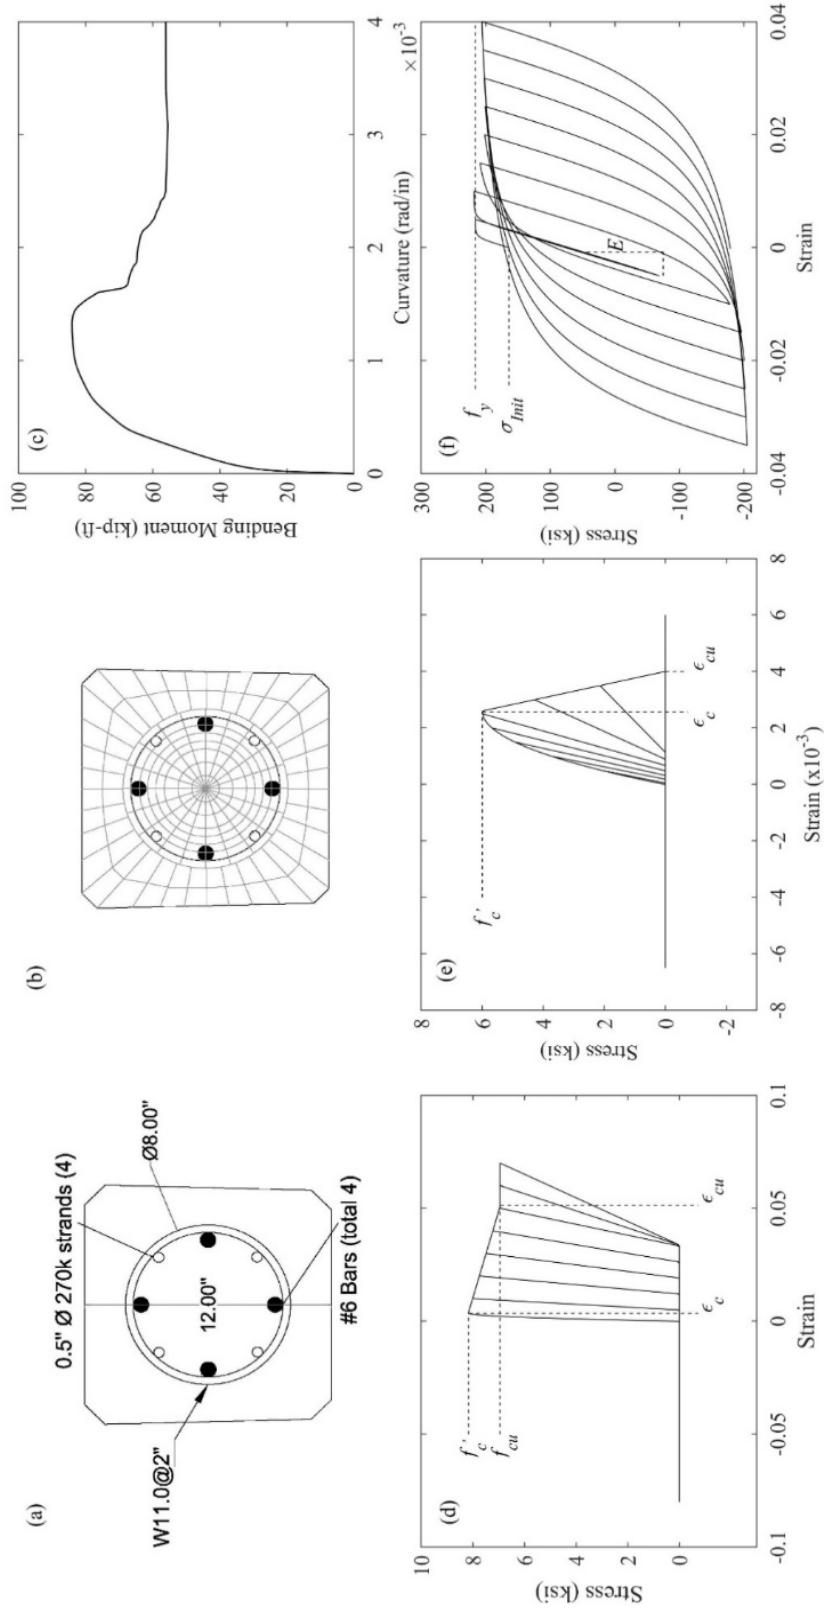 (a)
0.5" Ø 270k strands (4)
Ø8.00"
12.00"
W11.0@2"
#6 Bars (total 4)
(b)
(c)
Bending Moment (kip-ft)
100
80
60
40
20
0
0
1
2
3
4
×10⁻³
Curvature (rad/in)
(d)
Stress (ksi)
10
8
6
4
2
0
f'c
fcu
ϵc
ϵcu
-0.1
-0.05
0
0.05
0.1
Strain
(e)
Stress (ksi)
8
6
4
2
0
-2
f'c
ϵc
ϵcu
-8
-6
-4
-2
0
2
4
6
8
Strain (x10⁻³)
(f)
Stress (ksi)
300
200
100
0
-100
-200
fy
σInit
E
-0.04
-0.02
0
0.02
0.04
Strain